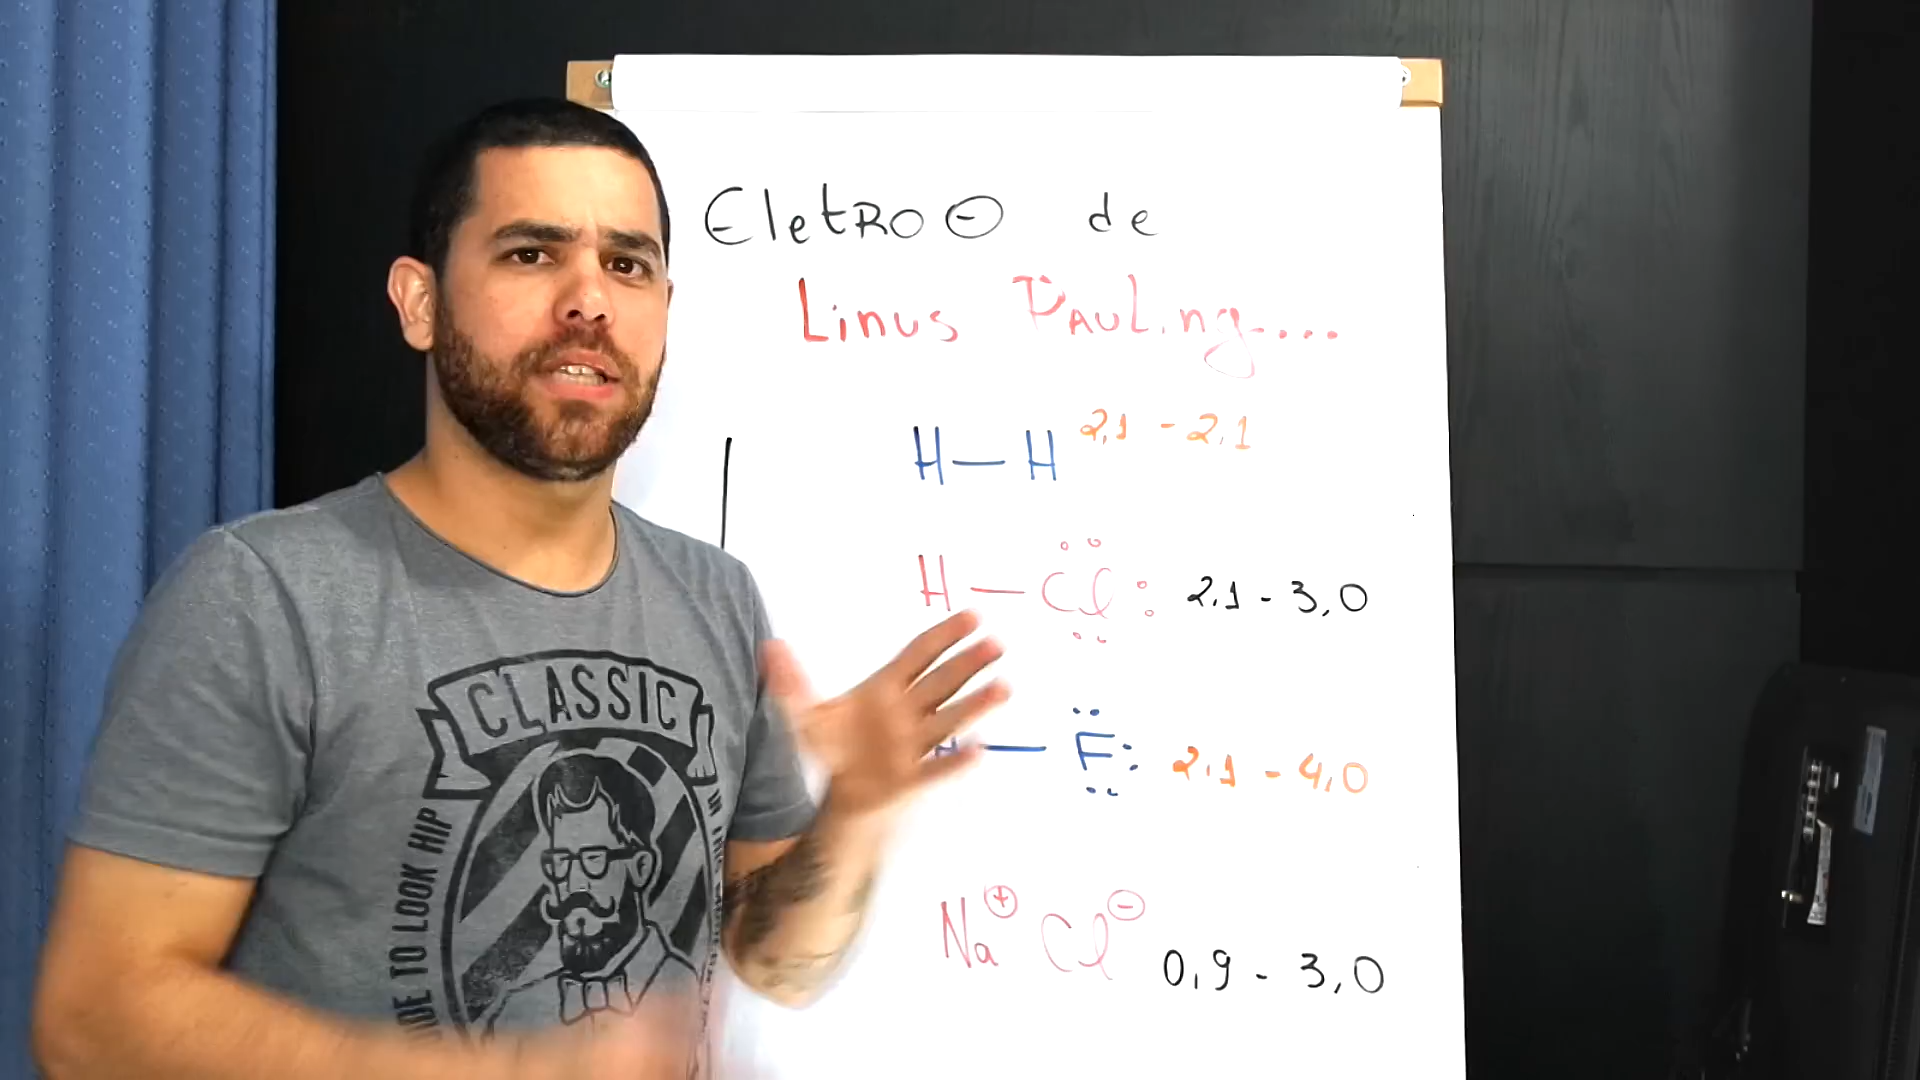 Eletro⊖ de
Linus Pauling....
H—H 2,1 - 2,1
H—Cl 2,1 - 3,0
H—F 2,1 - 4,0
Na⊕ Cl⊖ 0,9 - 3,0
CLASSIC
TO LOOK HIP